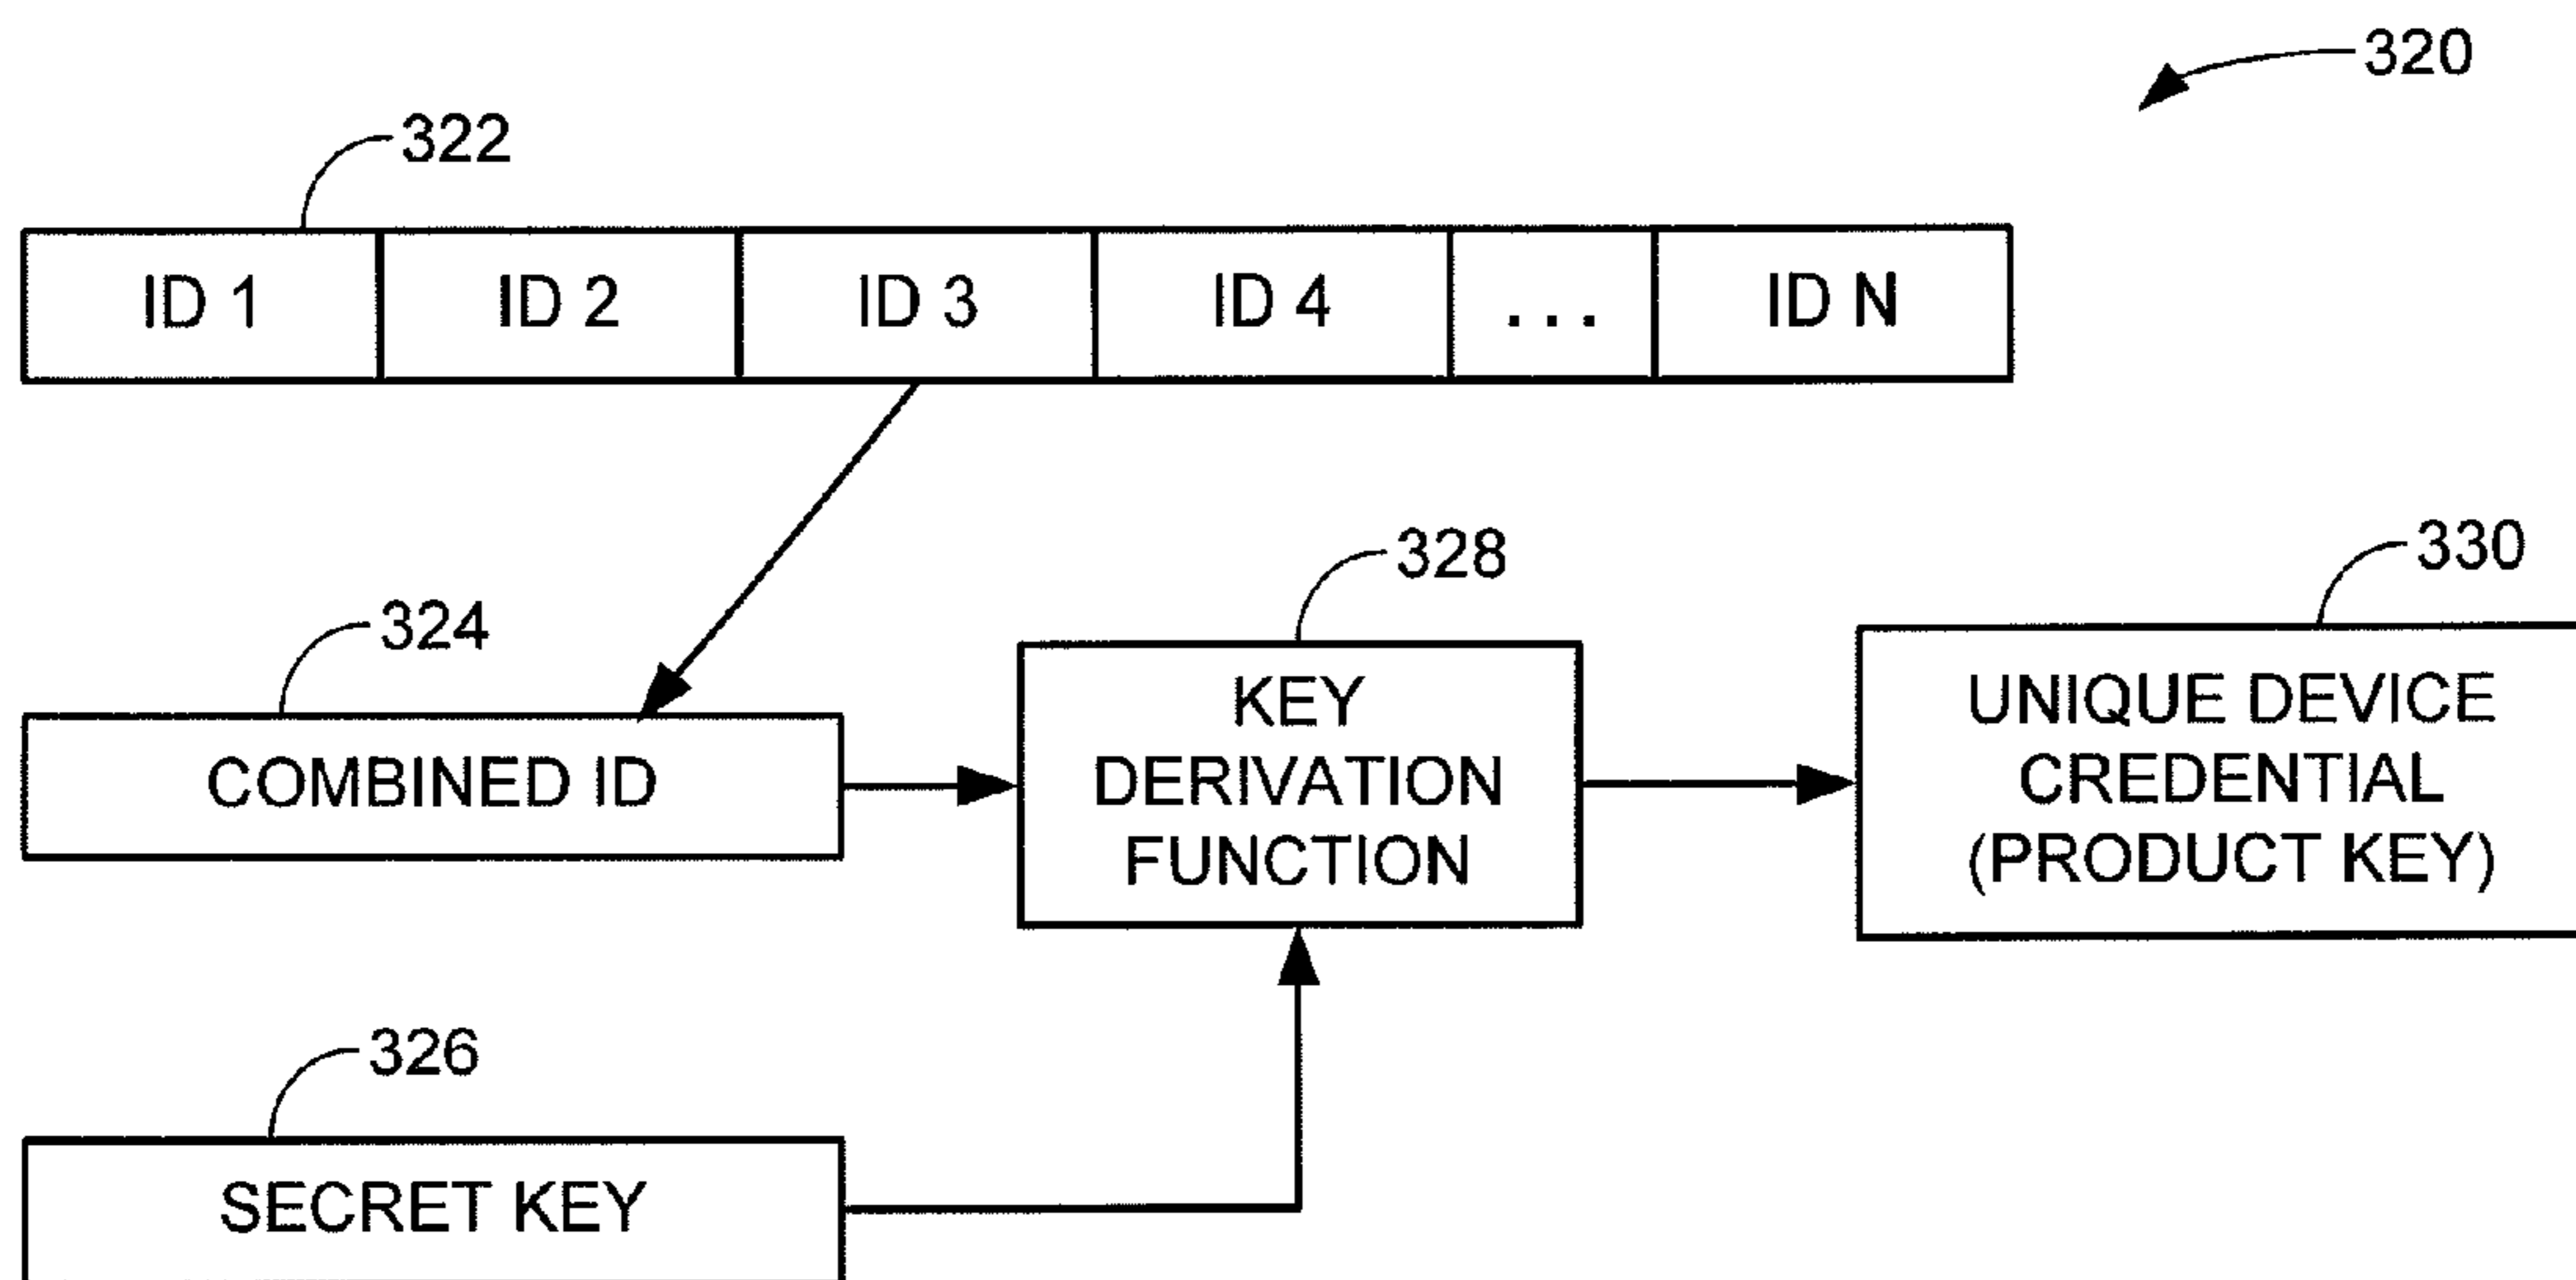 320
322
ID 1 ID 2 ID 3 ID 4 ... ID N
328
330
324
KEY
DERIVATION
FUNCTION
UNIQUE DEVICE
CREDENTIAL
(PRODUCT KEY)
COMBINED ID
326
SECRET KEY